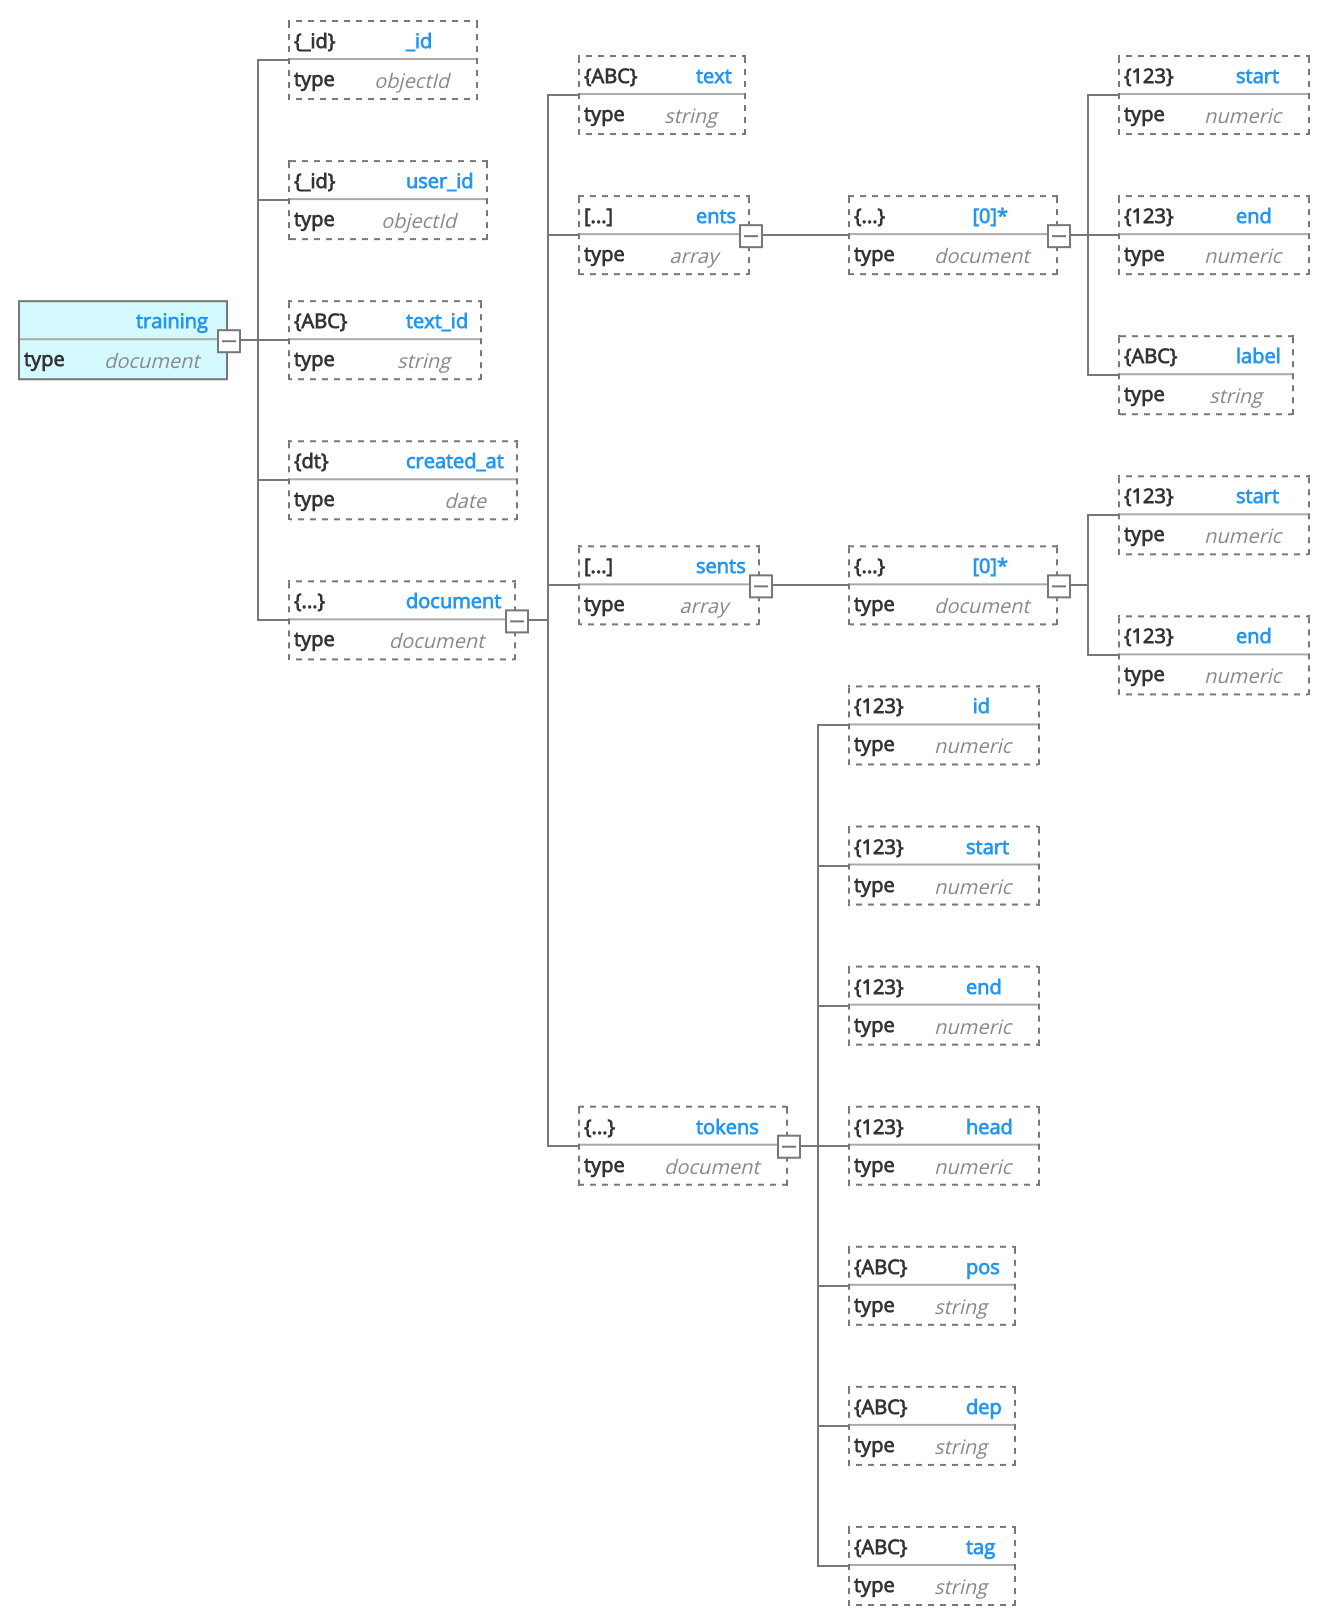 training
type document
{_id} _id
type objectId
{_id} user_id
type objectId
{ABC} text_id
type string
{dt} created_at
type date
{...} document
type document
{ABC} text
type string
[...] ents
type array
{...} [0]*
type document
{123} start
type numeric
{123} end
type numeric
{ABC} label
type string
[...] sents
type array
{...} [0]*
type document
{123} start
type numeric
{123} end
type numeric
{...} tokens
type document
{123} id
type numeric
{123} start
type numeric
{123} end
type numeric
{123} head
type numeric
{ABC} pos
type string
{ABC} dep
type string
{ABC} tag
type string